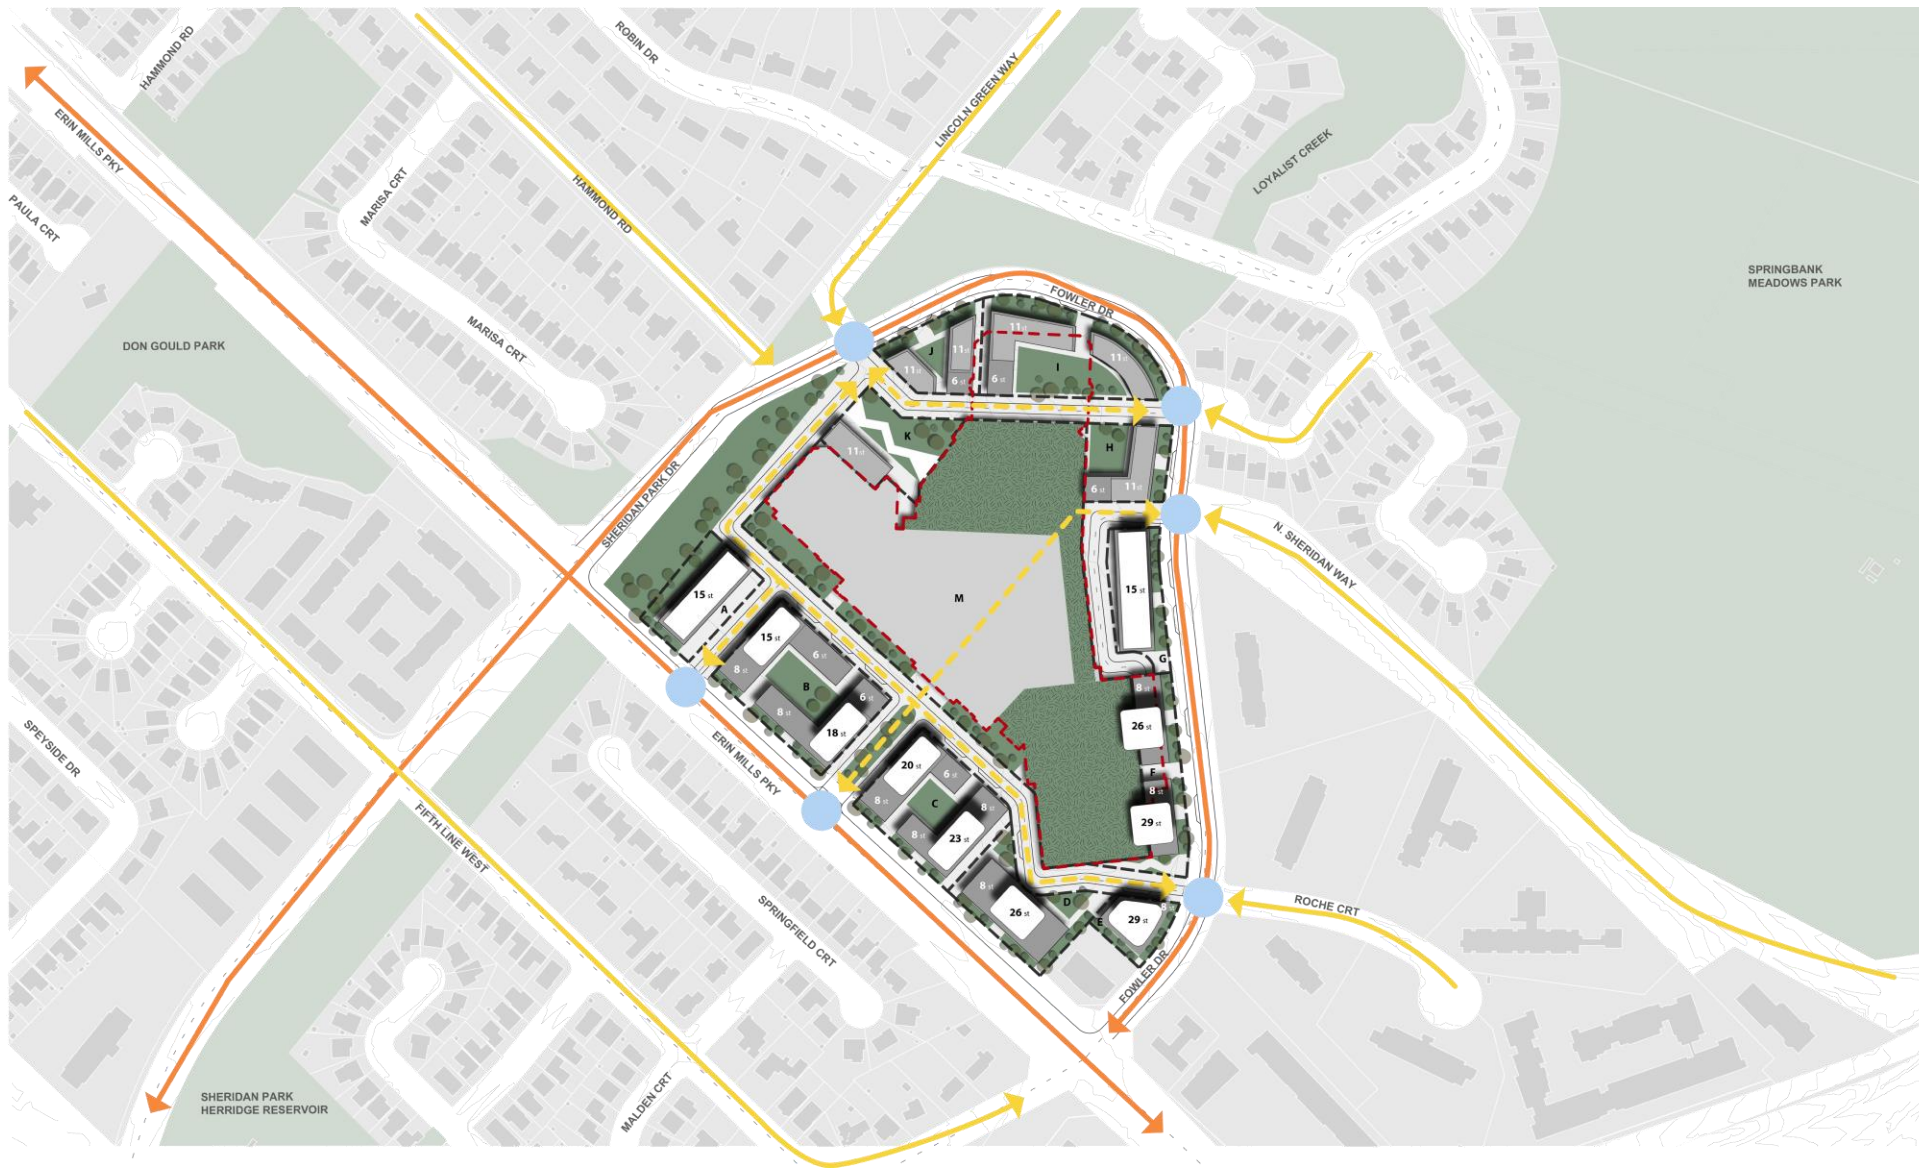 HAMMOND RD
ROBIN DR
LINCOLN GREEN WAY
ERIN MILLS PKY
MARISA CRT
HAMMOND RD
LOYALIST CREEK
PAULA CRT
SPRINGBANK
MEADOWS PARK
FOWLER DR
MARISA CRT
DON GOULD PARK
11 st
J
11 st
11 st
11 st
6 st
6 st
I
K
11 st
H
6 st
11 st
SHERIDAN PARK DR
N. SHERIDAN WAY
15 st
A
M
15 st
15 st
6 st
8 st
B
6 st
8 st
18 st
G
8 st
26 st
F
8 st
29 st
SPEYSIDE DR
ERIN MILLS PKY
20 st
6 st
8 st
C
8 st
8 st
23 st
FIFTH LINE WEST
8 st
26 st
D
E
29 st
8 st
ROCHE CRT
SPRINGFIELD CRT
FOWLER DR
SHERIDAN PARK
HERRIDGE RESERVOIR
MALDEN CRT